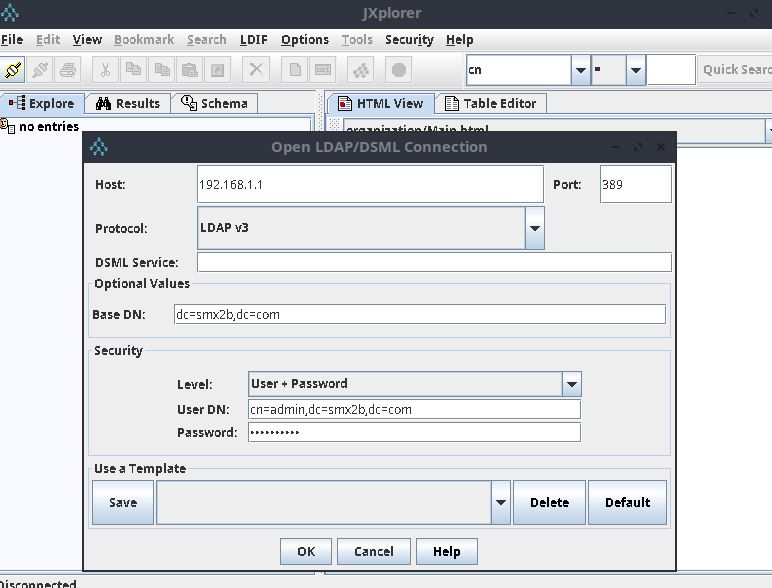 JXplorer
File Edit View Bookmark Search LDIF Options Tools Security Help
cn = Quick Searc
Explore Results Schema HTML View Table Editor
no entries
organization/Main.html
Open LDAP/DSML Connection
Host: 192.168.1.1 Port: 389
Protocol: LDAP v3
DSML Service:
Optional Values
Base DN: dc=smx2b,dc=com
Security
Level: User + Password
User DN: cn=admin,dc=smx2b,dc=com
Password: ••••••••••
Use a Template
Save Delete Default
OK Cancel Help
Disconnected